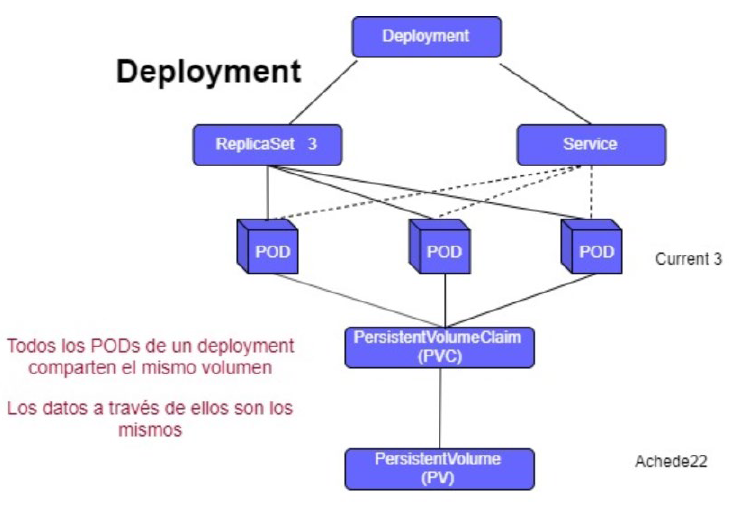 Deployment
Deployment
ReplicaSet 3
Service
POD
POD
POD
Current 3
PersistentVolumeClaim
(PVC)
Todos los PODs de un deployment
comparten el mismo volumen
Los datos a través de ellos son los
mismos
PersistentVolume
(PV)
Achede22